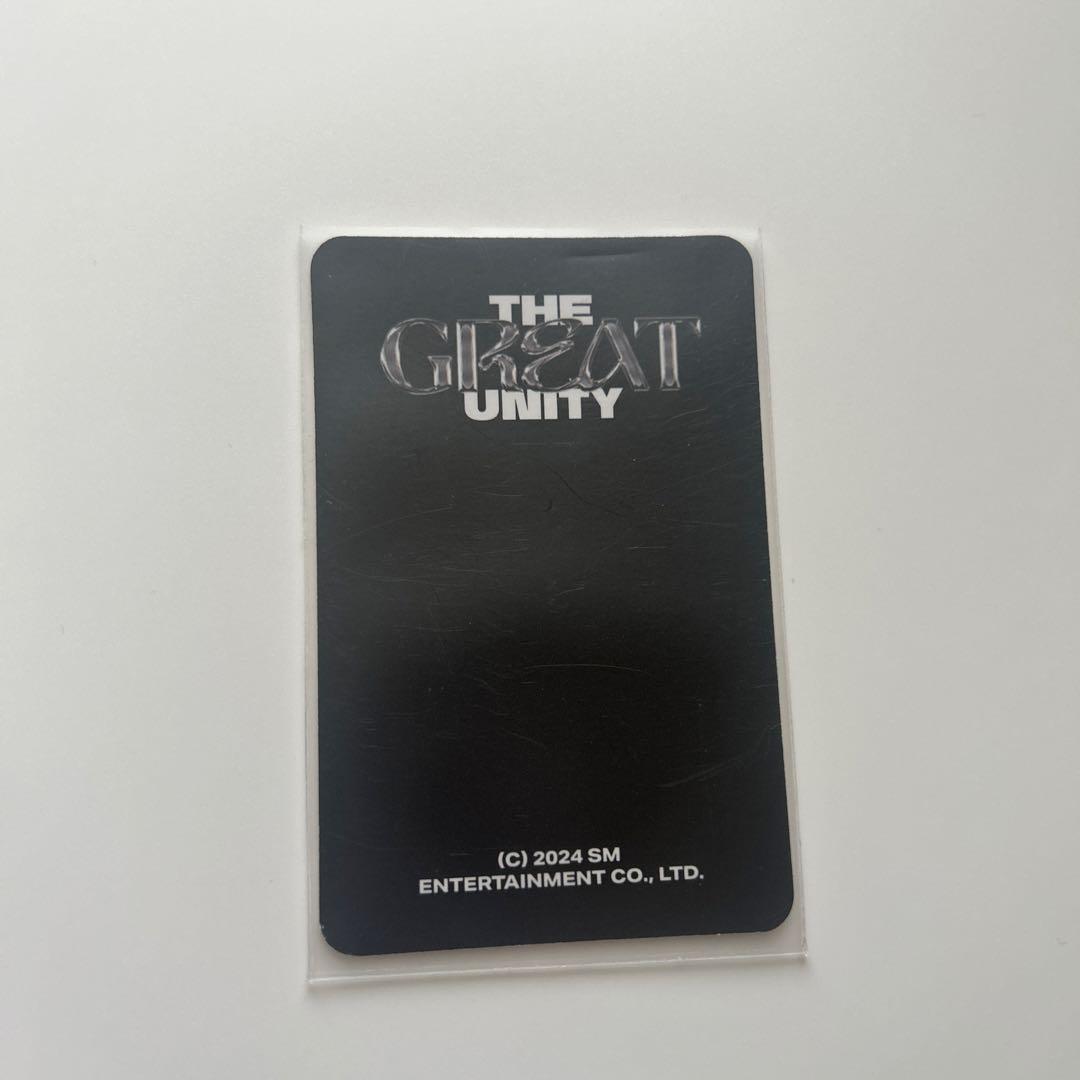 THE
GREAT
UNITY
(C) 2024 SM
ENTERTAINMENT CO., LTD.